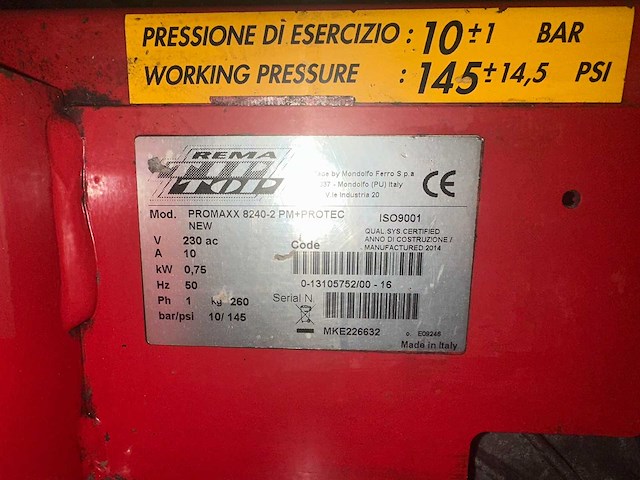 PRESSIONE DÌ ESERCIZIO : 10 ±1 BAR
WORKING PRESSURE : 145 ±14,5 PSI
REMA
TIP TOP
by Mondolfo Ferro S.p.a
Mondolfo (PU) Italy
V.le Industria 20
CE
Mod. PROMAXX 8240-2 PM+PROTEC
NEW
V 230 ac
A 10
kW 0,75
Hz 50
Ph 1 kg 260
bar/psi 10/ 145
ISO9001
QUAL.SYS.CERTIFIED
ANNO DI COSTRUZIONE /
MANUFACTURED 2014
Code
0-13105752/00 - 16
Serial N
MKE226632
E09245
Made in Italy